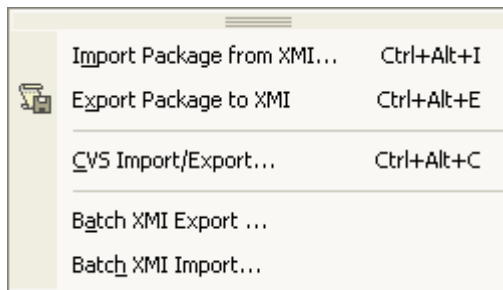 Import Package from XMI... Ctrl+Alt+I
Export Package to XMI Ctrl+Alt+E
CVS Import/Export... Ctrl+Alt+C
Batch XMI Export ...
Batch XMI Import...